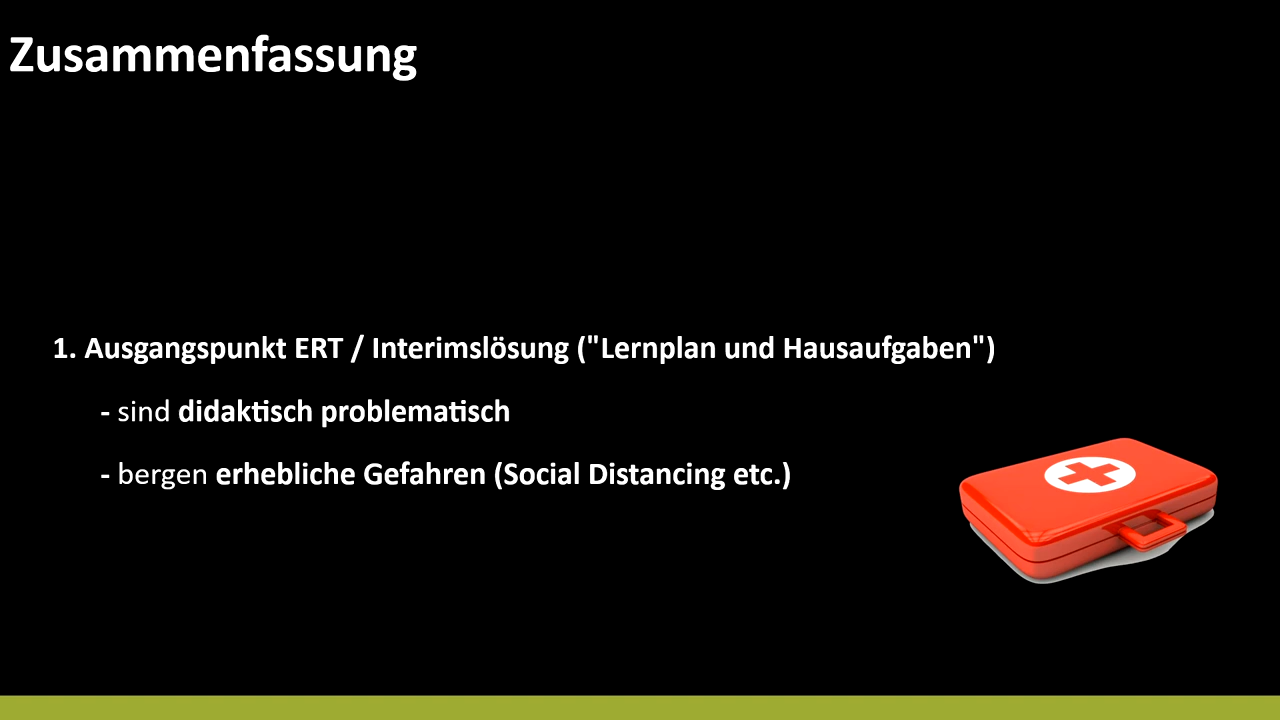 Zusammenfassung
1. Ausgangspunkt ERT / Interimslösung ("Lernplan und Hausaufgaben")
- sind didaktisch problematisch
- bergen erhebliche Gefahren (Social Distancing etc.)